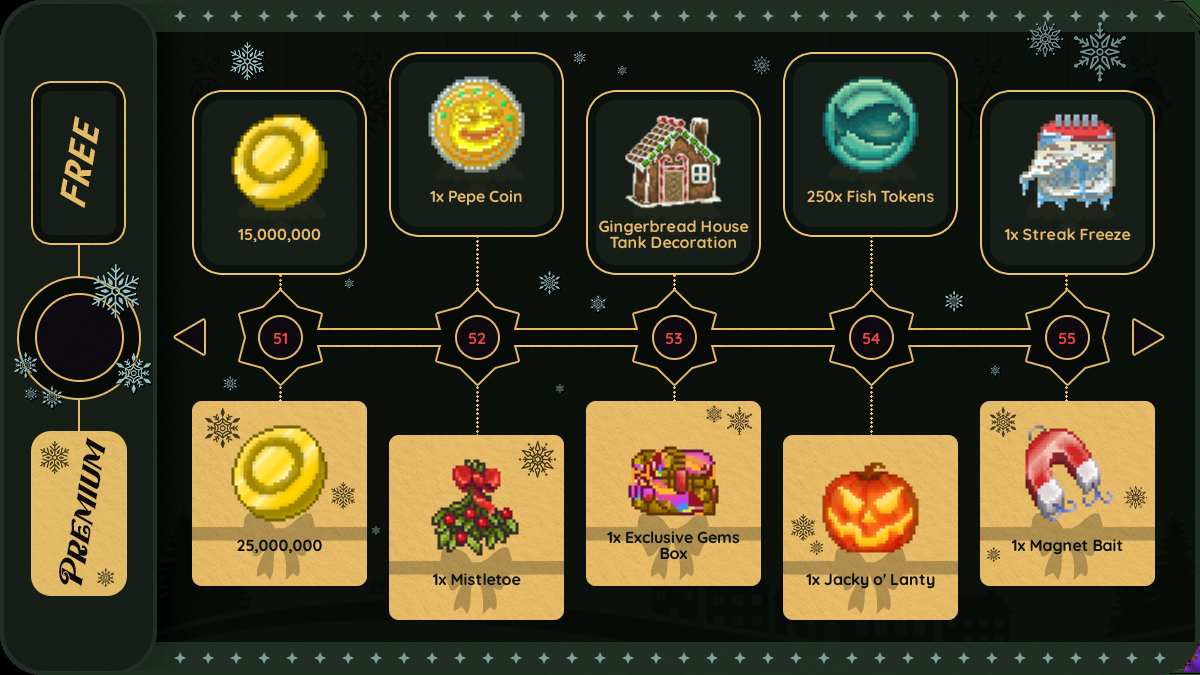 FREE
15,000,000
1x Pepe Coin
Gingerbread House
Tank Decoration
250x Fish Tokens
1x Streak Freeze
51
52
53
54
55
PREMIUM
25,000,000
1x Mistletoe
1x Exclusive Gems
Box
1x Jacky o' Lanty
1x Magnet Bait